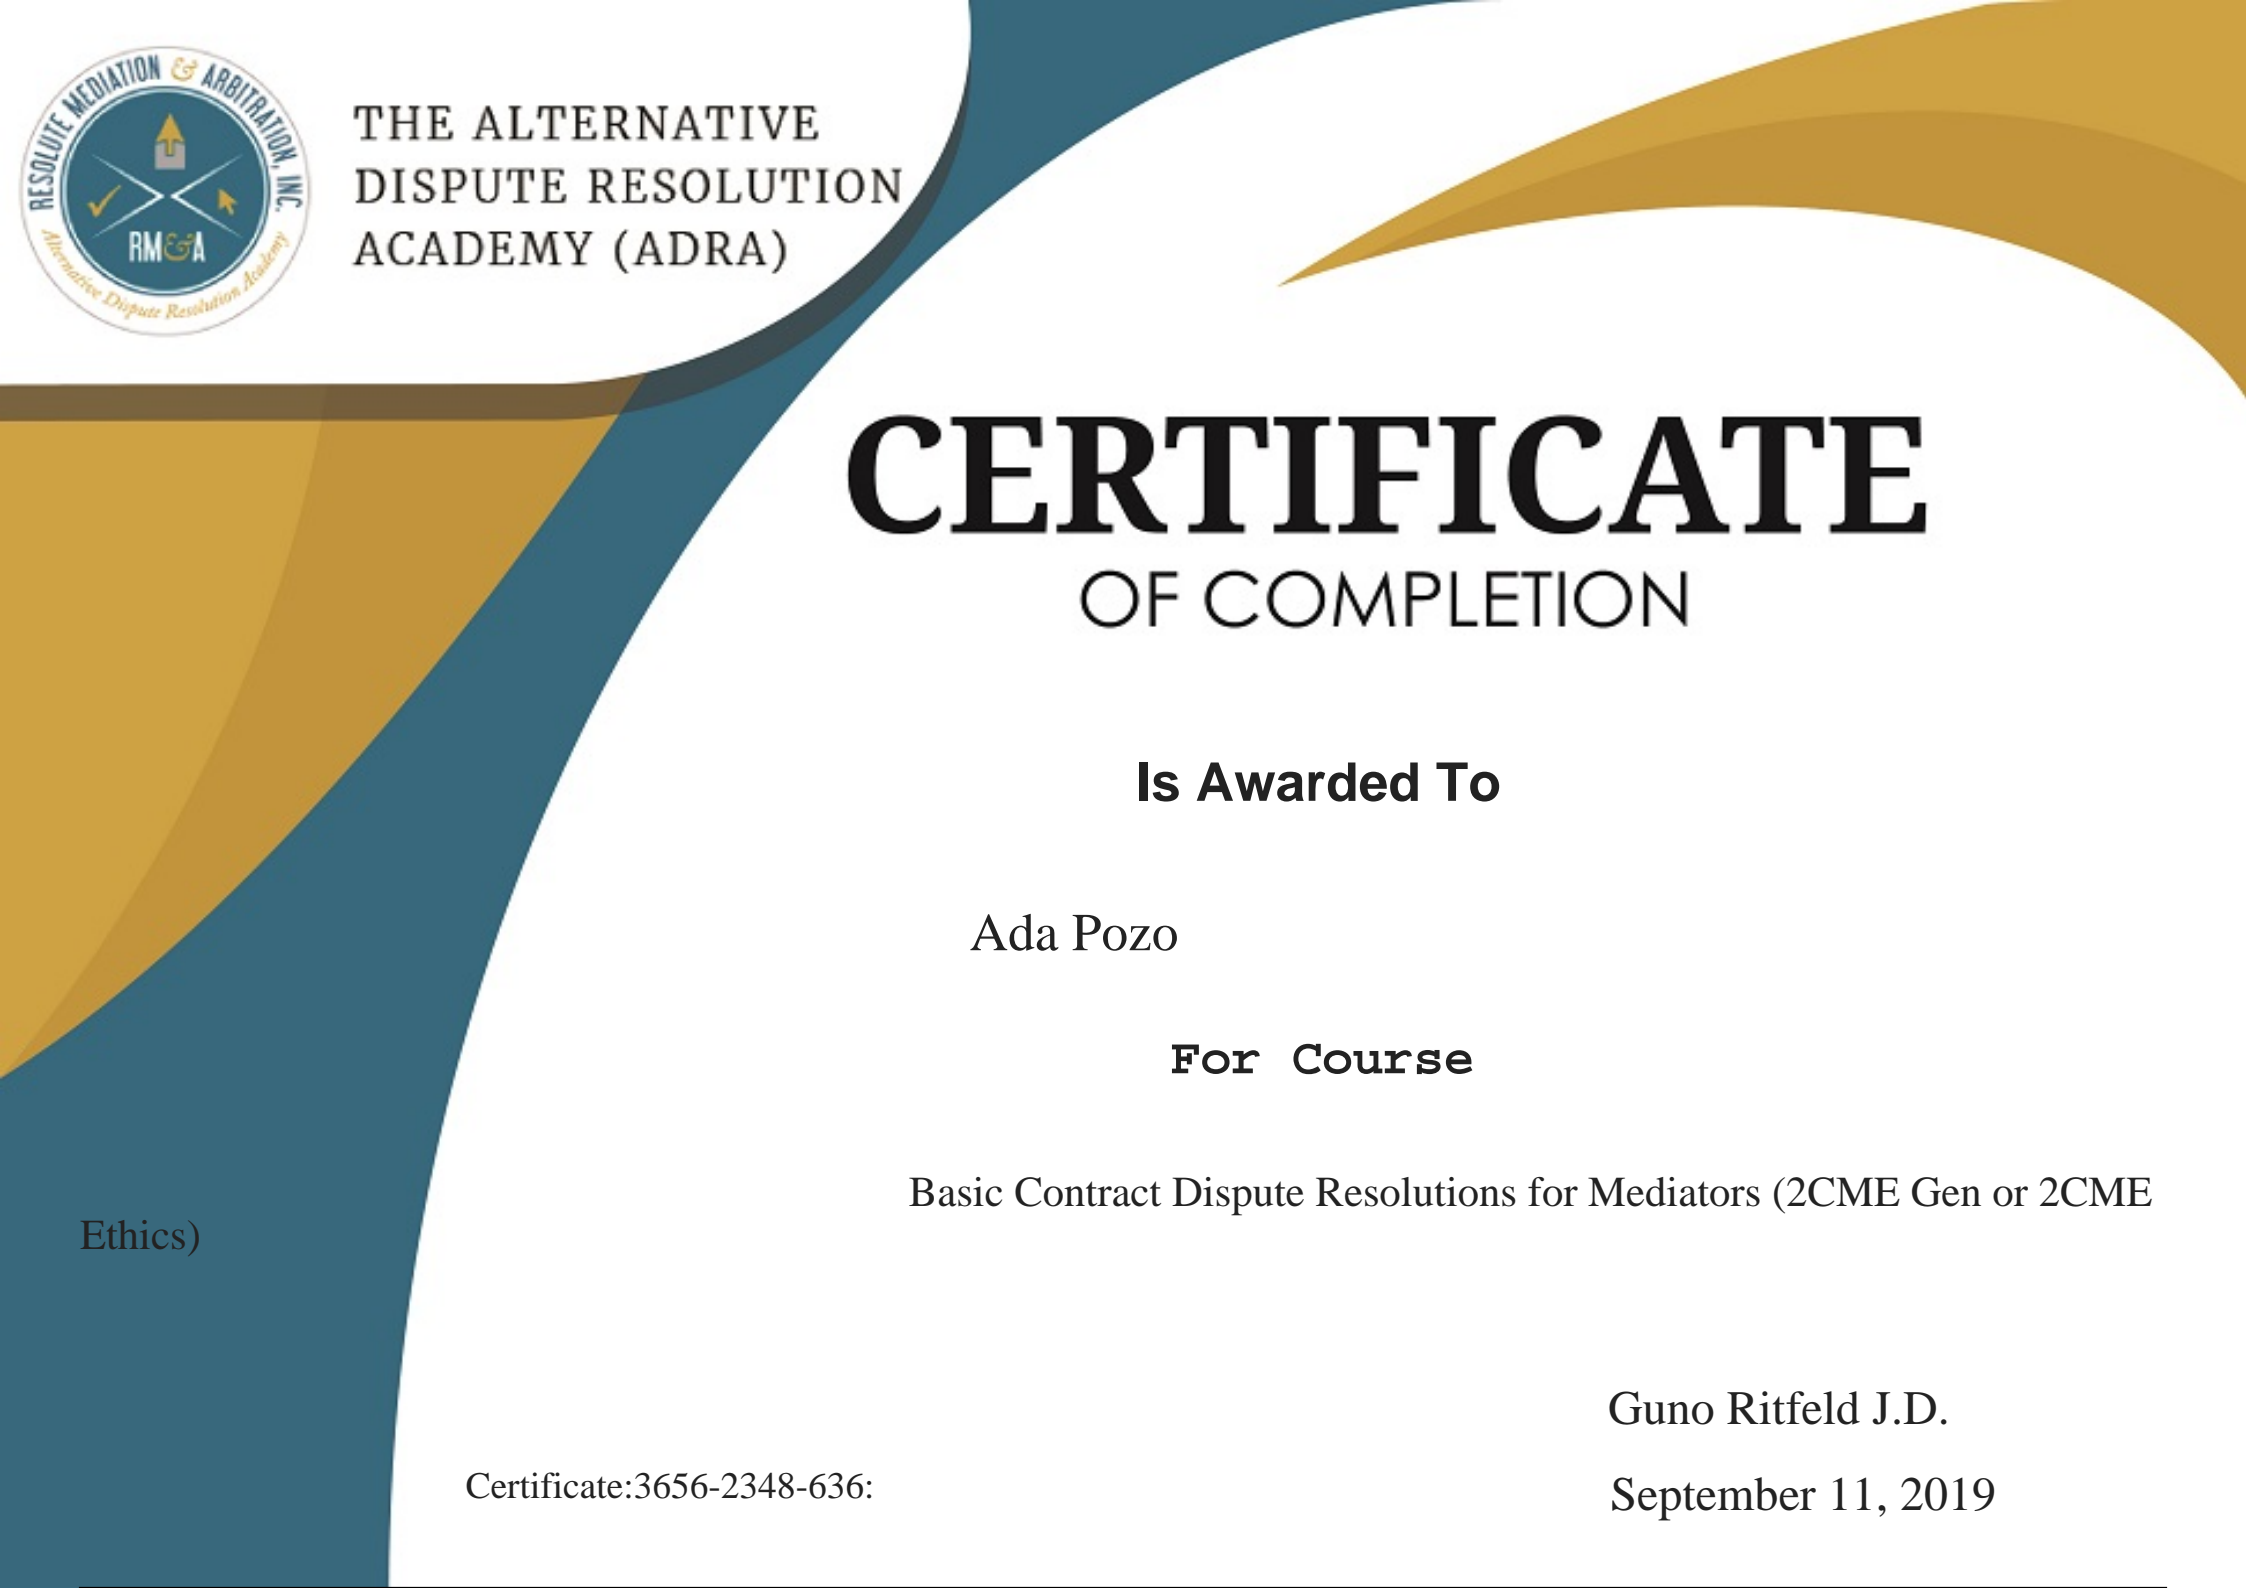 RESOLUTE MEDIATION & ARBITRATION, INC.
RM&A
Alternative Dispute Resolution Academy
THE ALTERNATIVE
DISPUTE RESOLUTION
ACADEMY (ADRA)
CERTIFICATE
OF COMPLETION
Is Awarded To
Ada Pozo
For Course
Basic Contract Dispute Resolutions for Mediators (2CME Gen or 2CME
Ethics)
Guno Ritfeld J.D.
Certificate:3656-2348-636:
September 11, 2019